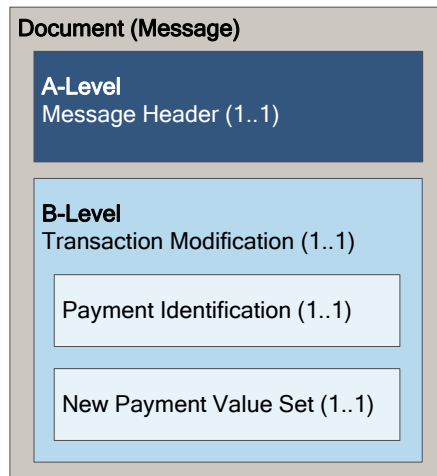 Document (Message)
A-Level
Message Header (1..1)
B-Level
Transaction Modification (1..1)
Payment Identification (1..1)
New Payment Value Set (1..1)